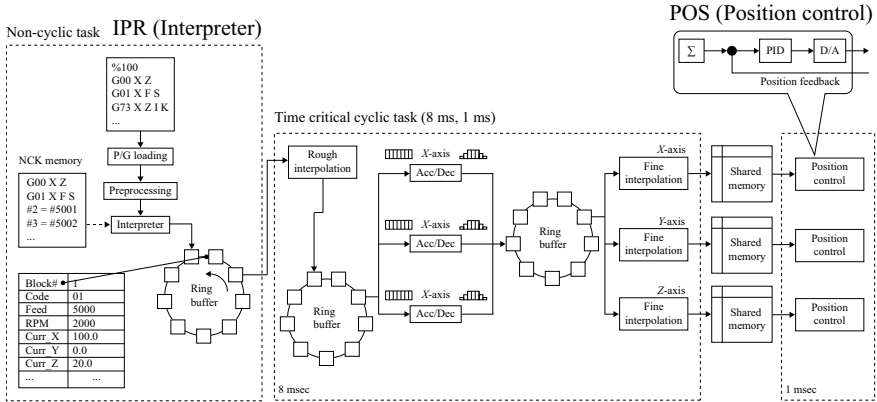 Non-cyclic task
IPR (Interpreter)
POS (Position control)
%100
G00 X Z
G01 X F S
G73 X Z I K
...
P/G loading
Preprocessing
Interpreter
NCK memory
G00 X Z
G01 X F S
#2 = #5001
#3 = #5002
...
Ring
buffer
Block# 1
Code 01
Feed 5000
RPM 2000
Curr_X 100.0
Curr_Y 0.0
Curr_Z 20.0
... ...
Time critical cyclic task (8 ms, 1 ms)
Rough
interpolation
Ring
buffer
X-axis
Acc/Dec
X-axis
Acc/Dec
X-axis
Acc/Dec
Ring
buffer
X-axis
Fine
interpolation
Y-axis
Fine
interpolation
Z-axis
Fine
interpolation
8 msec
Shared
memory
Shared
memory
Shared
memory
Σ
PID
D/A
Position feedback
Position
control
Position
control
Position
control
1 msec